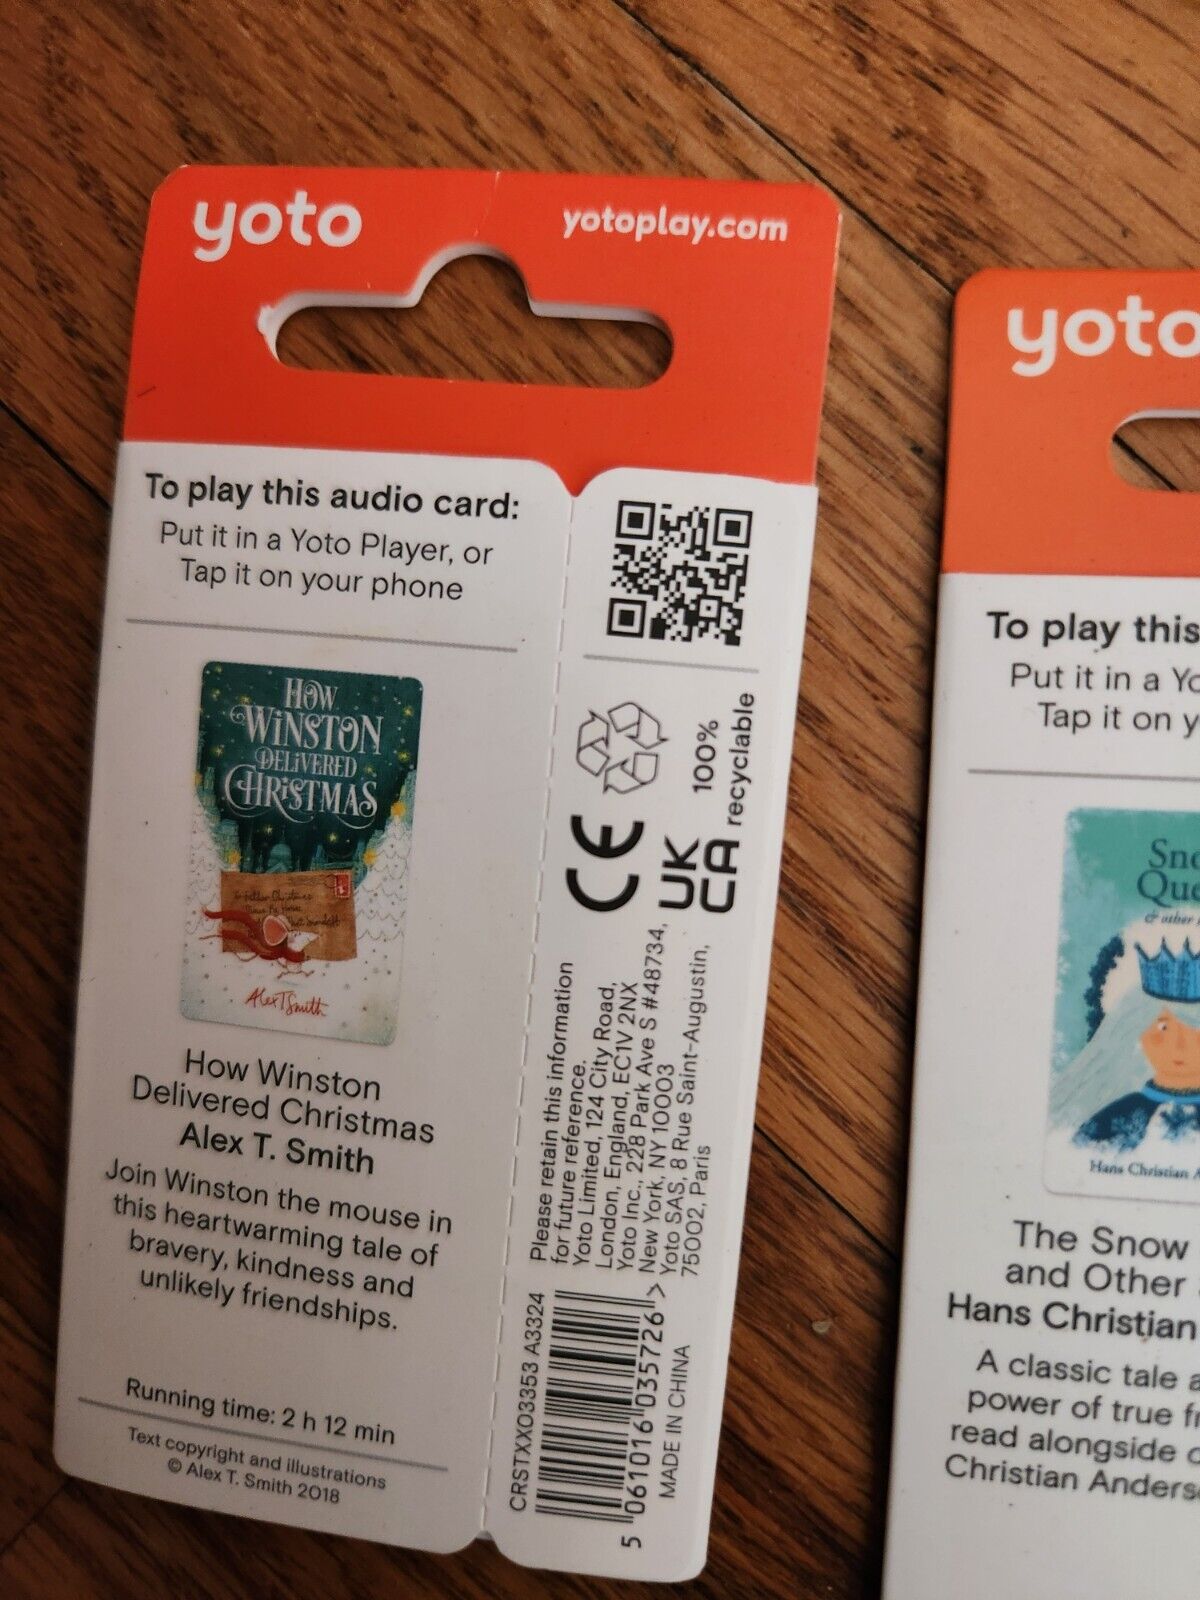 yoto
yotoplay.com
To play this audio card:
Put it in a Yoto Player, or
Tap it on your phone
HOW
WINSTON
DELiVERED
CHRiSTMAS
To Father Christmas
Alex T Smith
How Winston
Delivered Christmas
Alex T. Smith
Join Winston the mouse in
this heartwarming tale of
bravery, kindness and
unlikely friendships.
Running time: 2 h 12 min
Text copyright and illustrations
© Alex T. Smith 2018
100%
recyclable
CE
UK
CA
Please retain this information
for future reference.
Yoto Limited, 124 City Road,
London, England, EC1V 2NX
Yoto Inc., 228 Park Ave S #48734,
New York, NY 10003
Yoto SAS, 8 Rue Saint-Augustin,
75002, Paris
CRSTXX03353 A3324
5 061016 035726 >
MADE IN CHINA
yoto
To play this
Put it in a Yo
Tap it on y
Sno
Que
& other
Hans Christian A
The Snow
and Other
Hans Christian
A classic tale a
power of true fr
read alongside o
Christian Anders